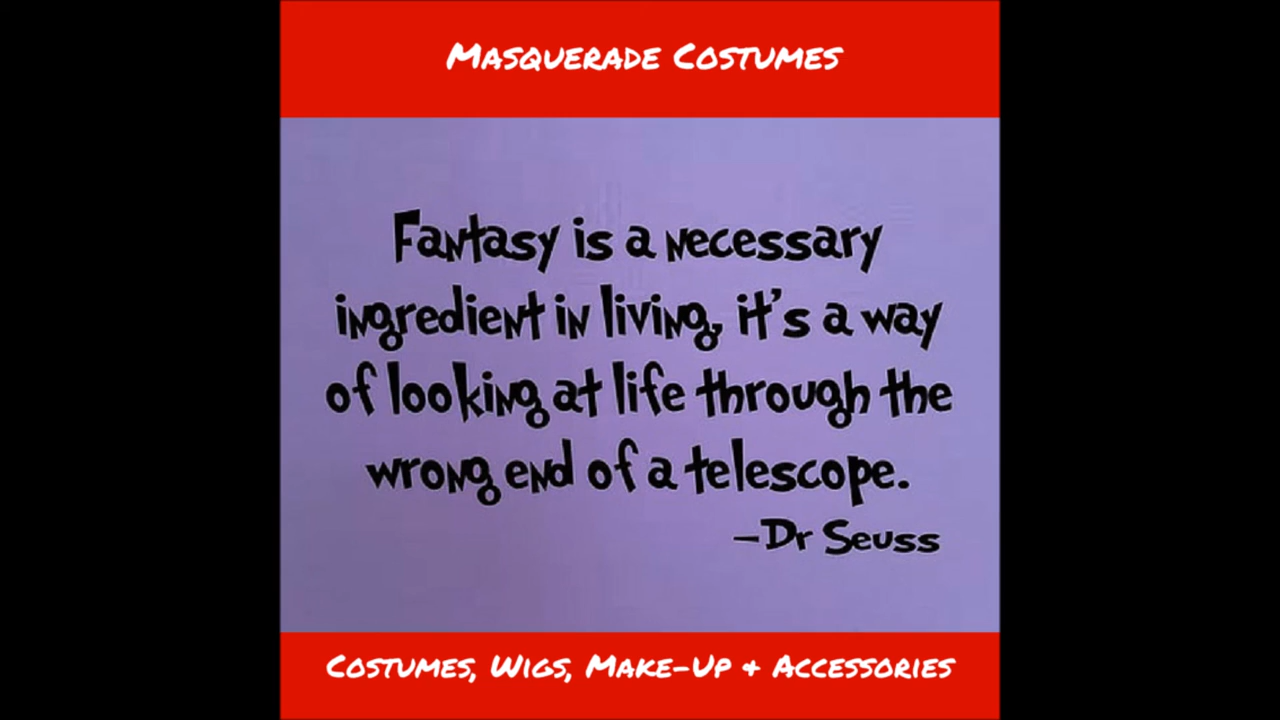 Masquerade Costumes
Fantasy is a necessary
ingredient in living, it's a way
of looking at life through the
wrong end of a telescope.
–Dr Seuss
Costumes, Wigs, Make-Up + Accessories